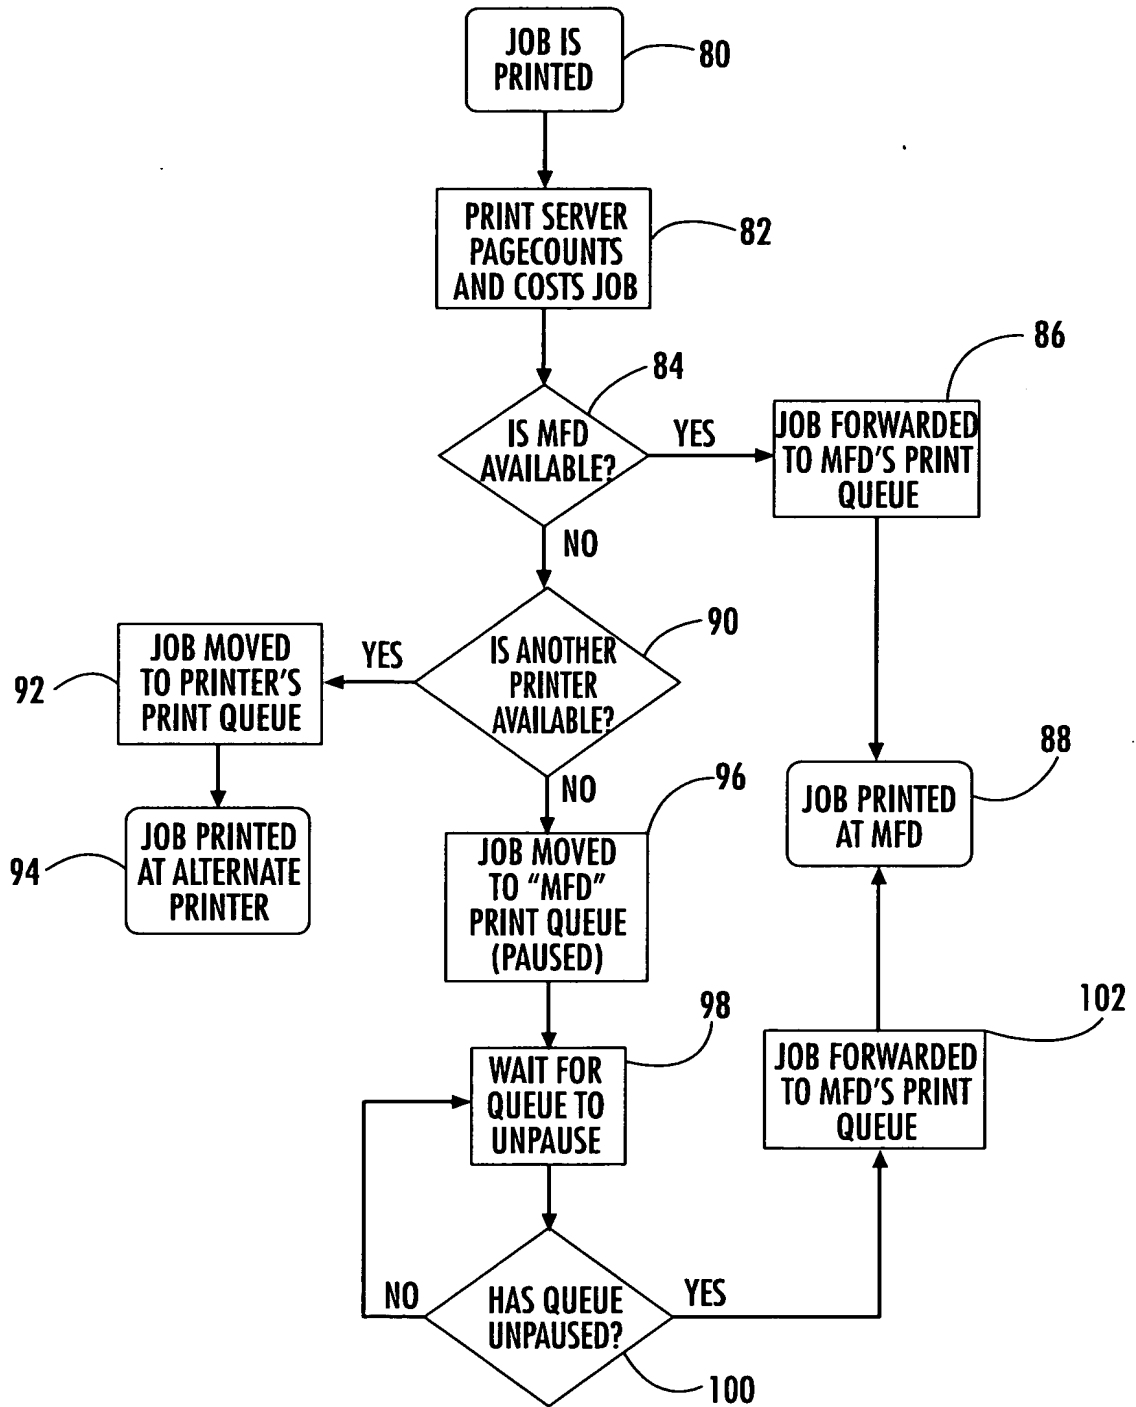 JOB IS
PRINTED
80
PRINT SERVER
PAGECOUNTS
AND COSTS JOB
82
84
IS MFD
AVAILABLE?
YES
86
JOB FORWARDED
TO MFD'S PRINT
QUEUE
NO
90
IS ANOTHER
PRINTER
AVAILABLE?
YES
92
JOB MOVED
TO PRINTER'S
PRINT QUEUE
94
JOB PRINTED
AT ALTERNATE
PRINTER
88
JOB PRINTED
AT MFD
NO
96
JOB MOVED
TO “MFD”
PRINT QUEUE
(PAUSED)
98
WAIT FOR
QUEUE TO
UNPAUSE
102
JOB FORWARDED
TO MFD'S PRINT
QUEUE
NO
HAS QUEUE
UNPAUSED?
YES
100